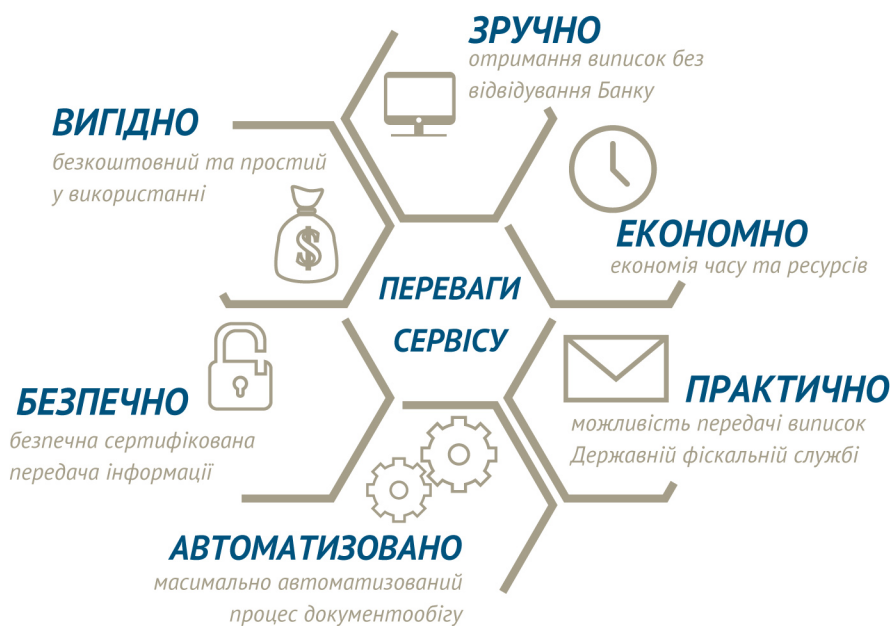 ЗРУЧНО
отримання виписок без
відвідування Банку
ВИГІДНО
безкоштовний та простий
у використанні
ЕКОНОМНО
економія часу та ресурсів
ПЕРЕВАГИ
СЕРВІСУ
БЕЗПЕЧНО
безпечна сертифікована
передача інформації
ПРАКТИЧНО
можливість передачі виписок
Державній фіскальній службі
АВТОМАТИЗОВАНО
масимально автоматизований
процес документообігу